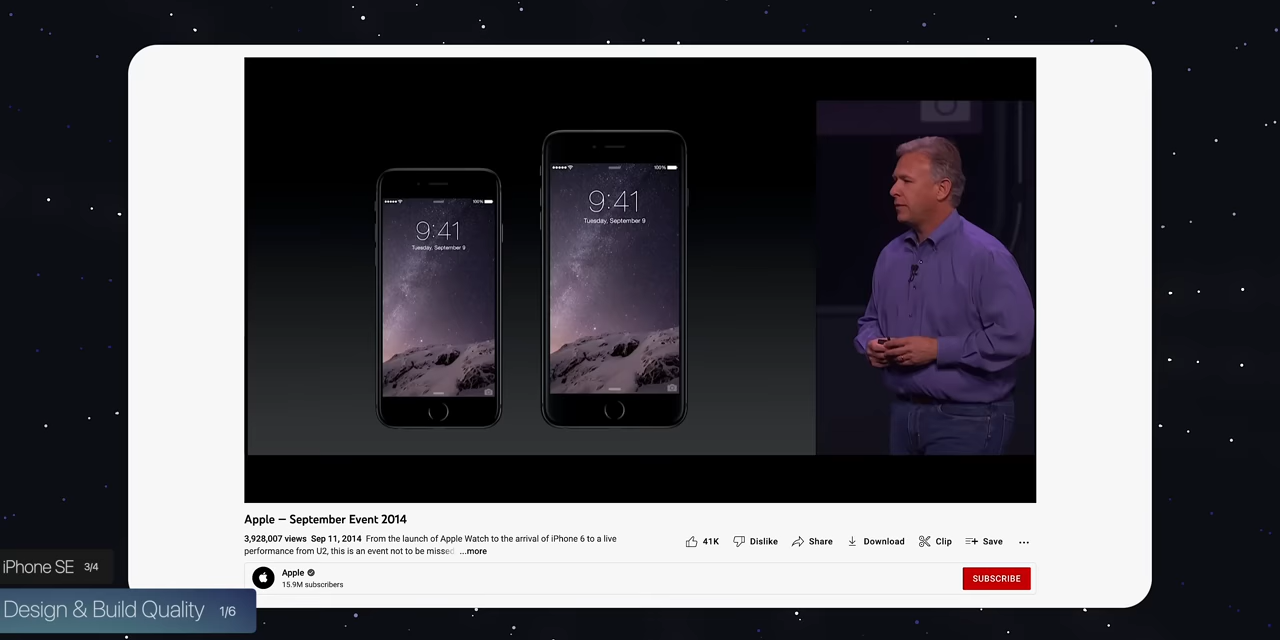 9:41
Tuesday, September 9
100%
9:41
Tuesday, September 9
100%
Apple – September Event 2014
3,928,007 views Sep 11, 2014 From the launch of Apple Watch to the arrival of iPhone 6 to a live
performance from U2, this is an event not to be missed ...more
41K Dislike Share Download Clip Save ...
Apple
15.9M subscribers
SUBSCRIBE
iPhone SE 3/4
Design & Build Quality 1/6